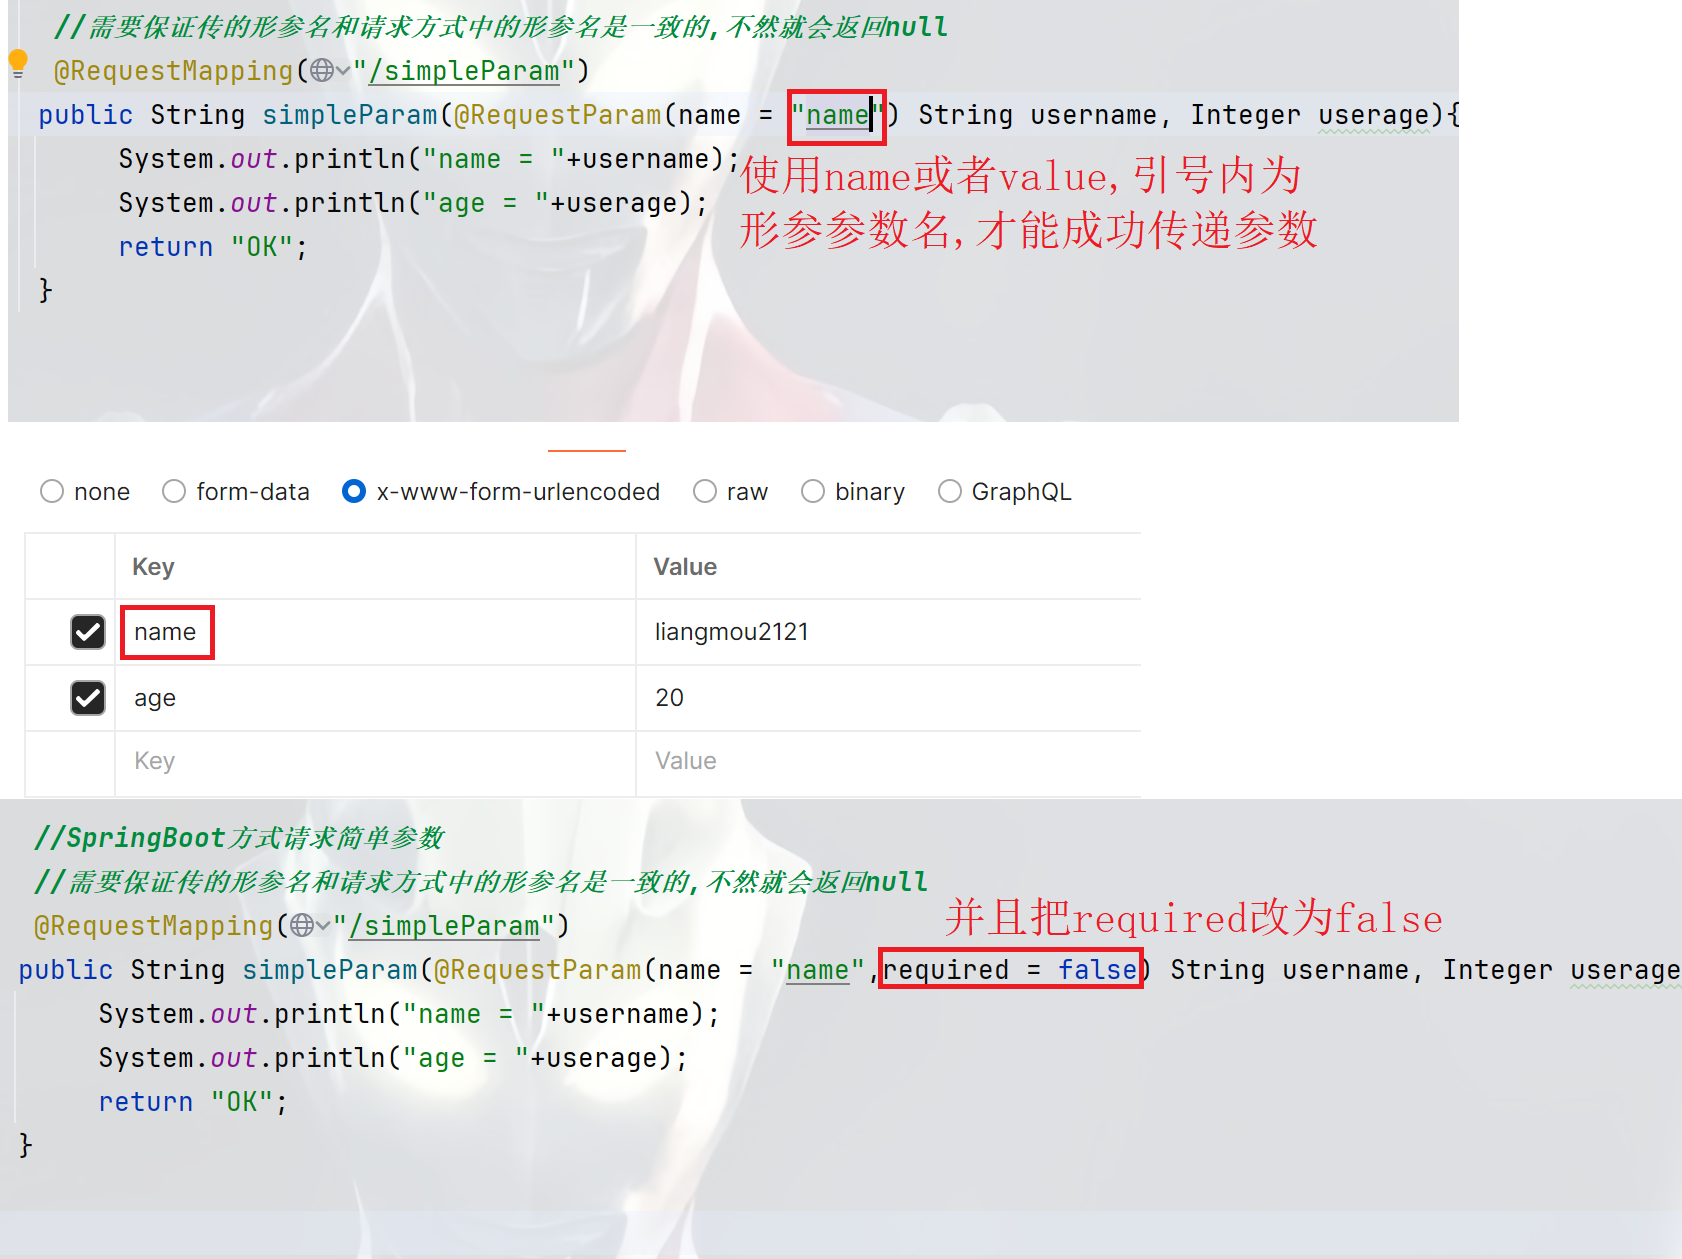 //需要保证传的形参名和请求方式中的形参名是一致的,不然就会返回null
@RequestMapping("/simpleParam")
public String simpleParam(@RequestParam(name = "name") String username, Integer userage){
System.out.println("name = "+username);
System.out.println("age = "+userage);
return "OK";
}
使用name或者value,引号内为
形参参数名,才能成功传递参数
none form-data x-www-form-urlencoded raw binary GraphQL
Key Value
name liangmou2121
age 20
Key Value
//SpringBoot方式请求简单参数
//需要保证传的形参名和请求方式中的形参名是一致的,不然就会返回null
@RequestMapping("/simpleParam")
并且把required改为false
public String simpleParam(@RequestParam(name = "name",required = false) String username, Integer userage
System.out.println("name = "+username);
System.out.println("age = "+userage);
return "OK";
}